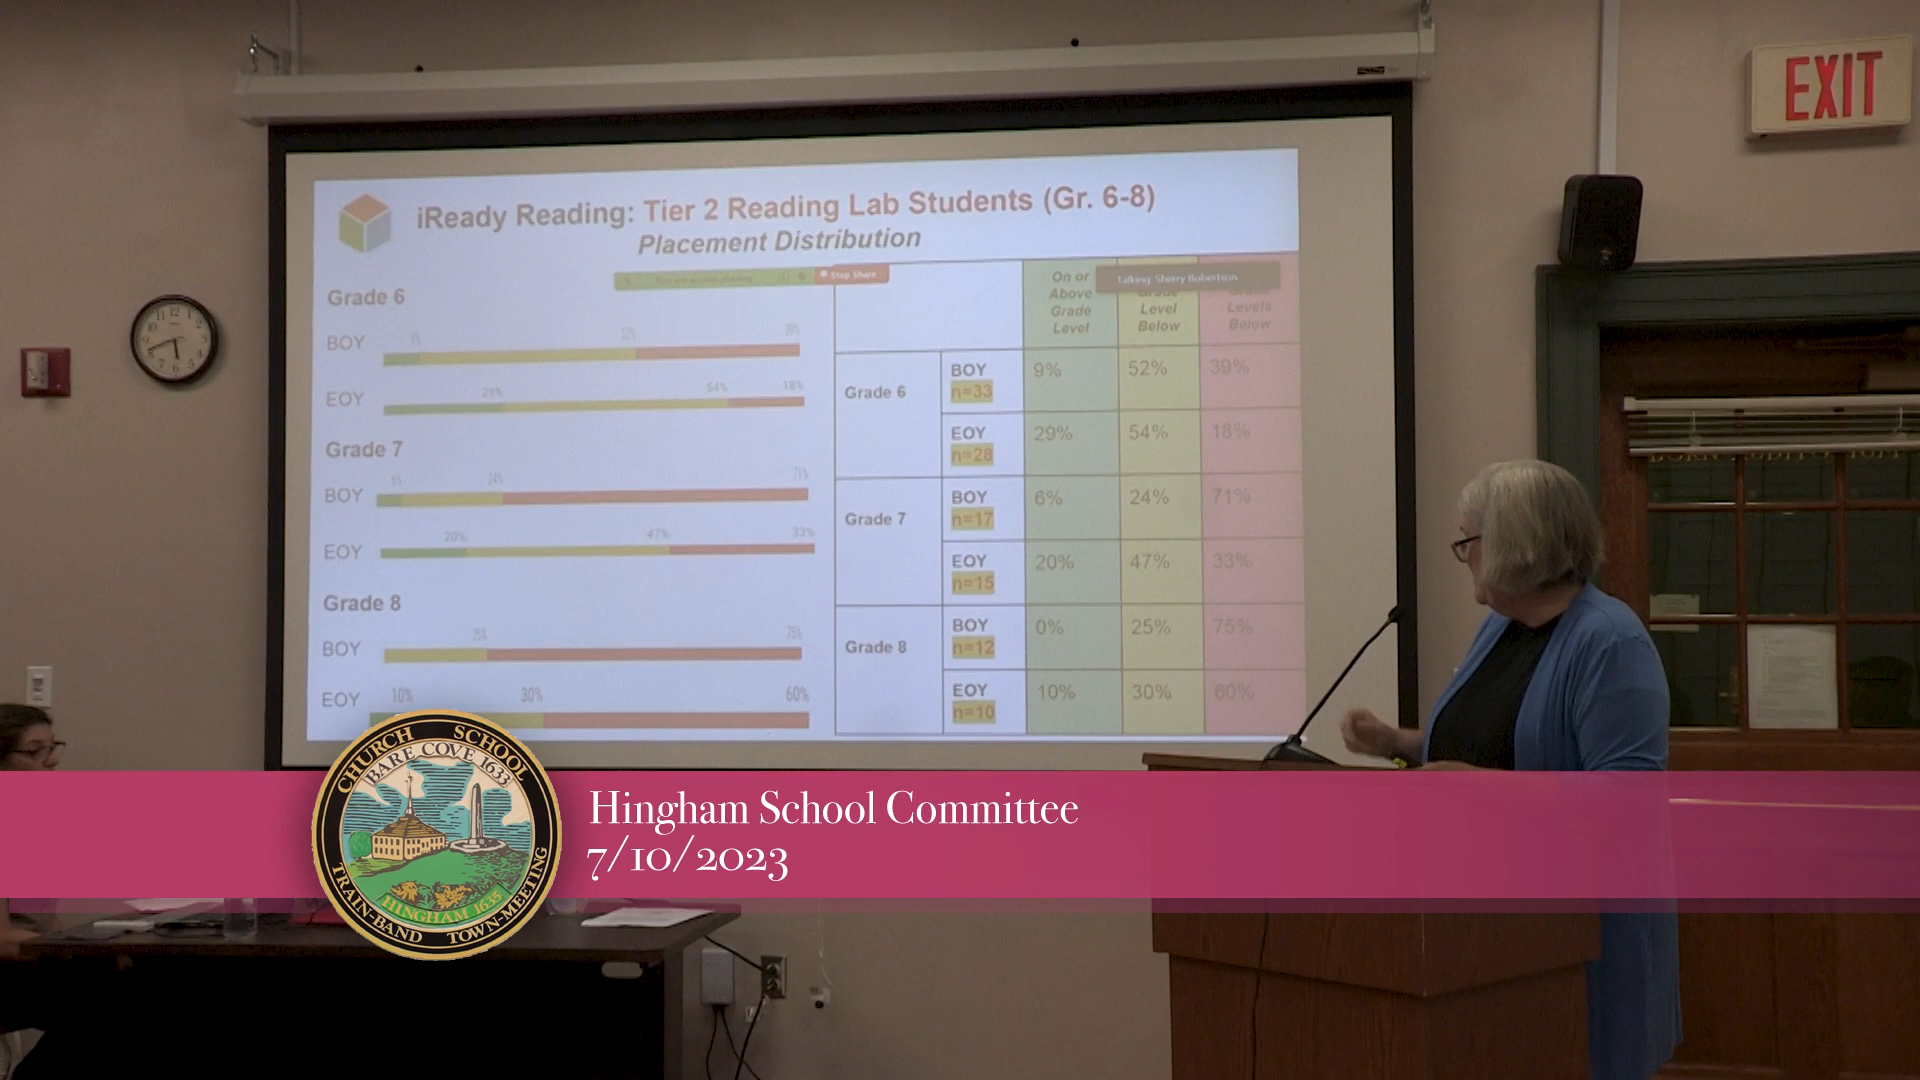 EXIT
iReady Reading: Tier 2 Reading Lab Students (Gr. 6-8)
Placement Distribution
Stop Share
Talking: Sherry Robertson
Grade 6
BOY
9% 52% 39%
EOY
29% 54% 18%
Grade 7
BOY
6% 24% 71%
EOY
20% 47% 33%
Grade 8
BOY
25% 75%
EOY
10% 30% 60%
On or
Above
Grade
Level
Grade
Level
Below
Levels
Below
Grade 6
BOY
n=33
9% 52% 39%
EOY
n=28
29% 54% 18%
Grade 7
BOY
n=17
6% 24% 71%
EOY
n=15
20% 47% 33%
Grade 8
BOY
n=12
0% 25% 75%
EOY
n=10
10% 30% 60%
CHURCH SCHOOL
BARE COVE 1633
HINGHAM 1635
TRAIN-BAND TOWN-MEETING
Hingham School Committee
7/10/2023